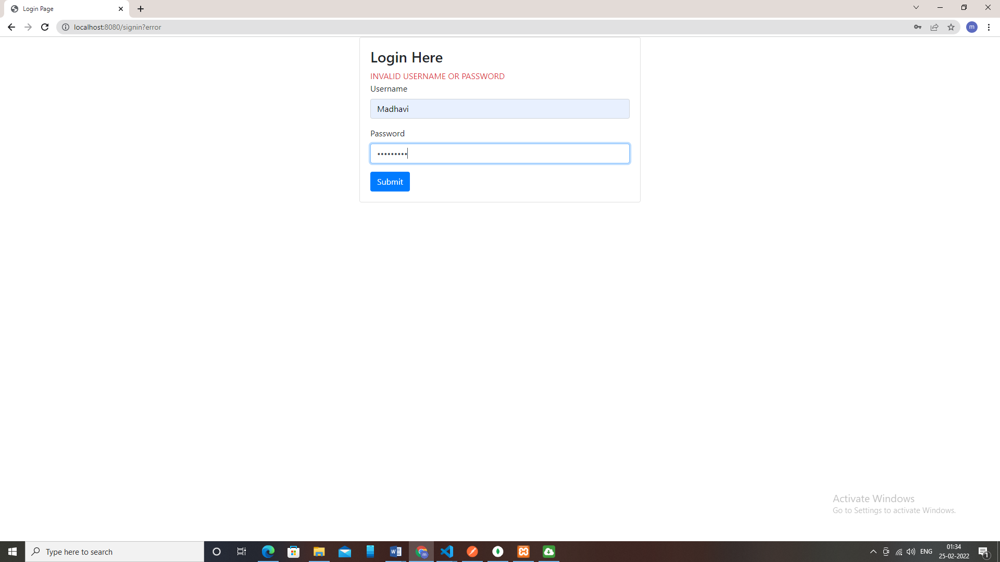 Login Page
localhost:8080/signin?error
m
Login Here
INVALID USERNAME OR PASSWORD
Username
Madhavi
Password
•••••••••
Submit
Activate Windows
Go to Settings to activate Windows.
Type here to search
ENG
01:34
25-02-2022
1